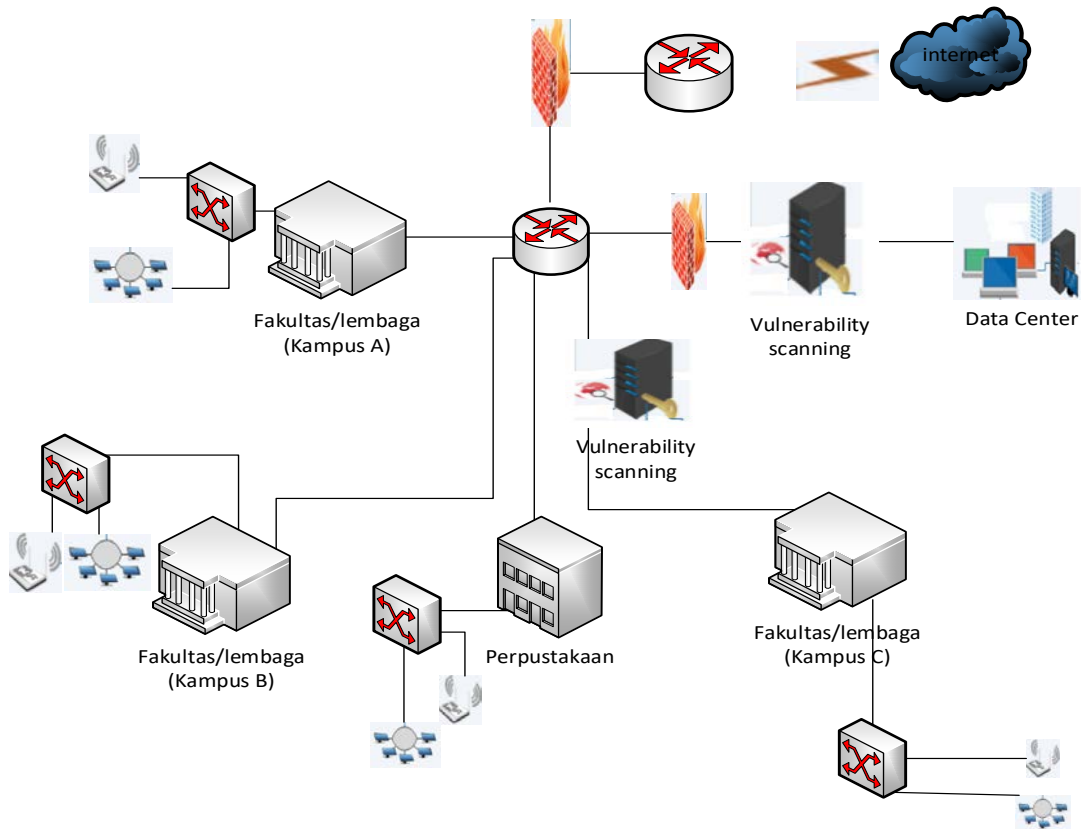 internet
Fakultas/lembaga
(Kampus A)
Vulnerability
scanning
Data Center
Vulnerability
scanning
Fakultas/lembaga
(Kampus B)
Perpustakaan
Fakultas/lembaga
(Kampus C)